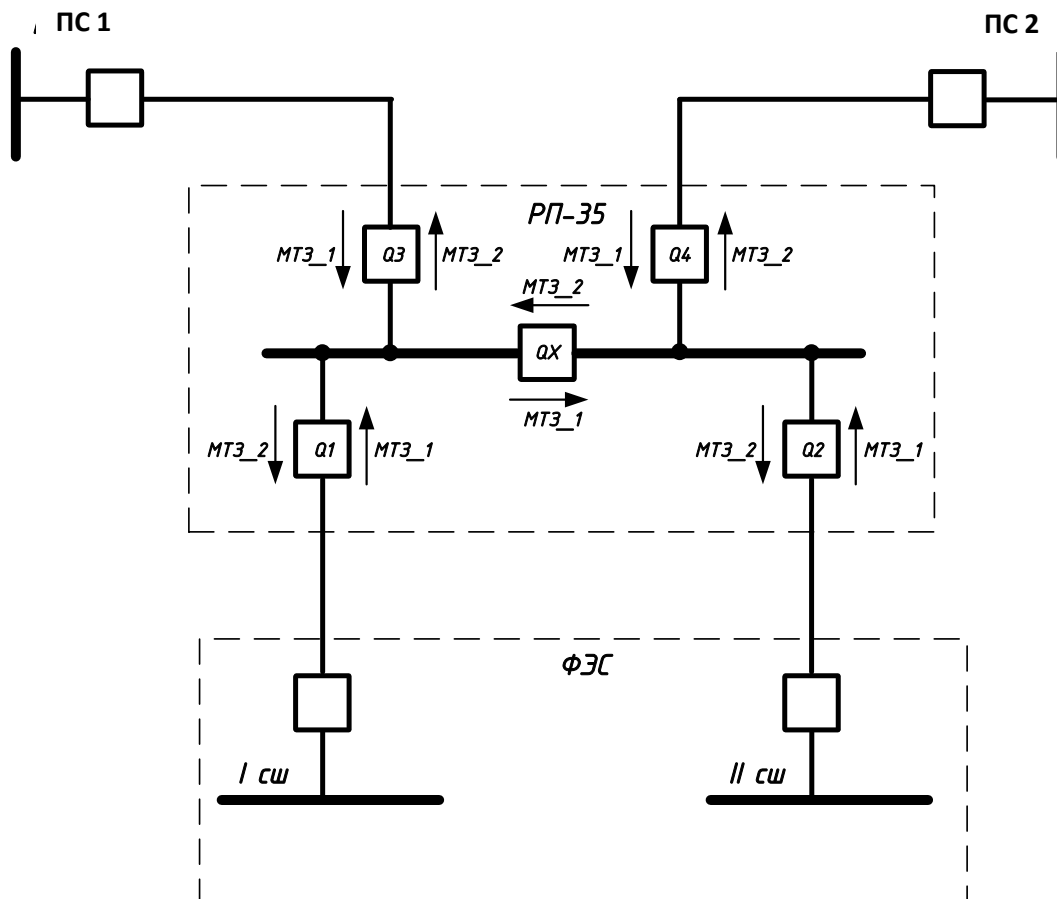 ПС 1
ПС 2
РП-35
МТЗ_1
Q3
МТЗ_2
МТЗ_1
Q4
МТЗ_2
МТЗ_2
QX
МТЗ_1
МТЗ_2
Q1
МТЗ_1
МТЗ_2
Q2
МТЗ_1
ФЭС
I сш
II сш